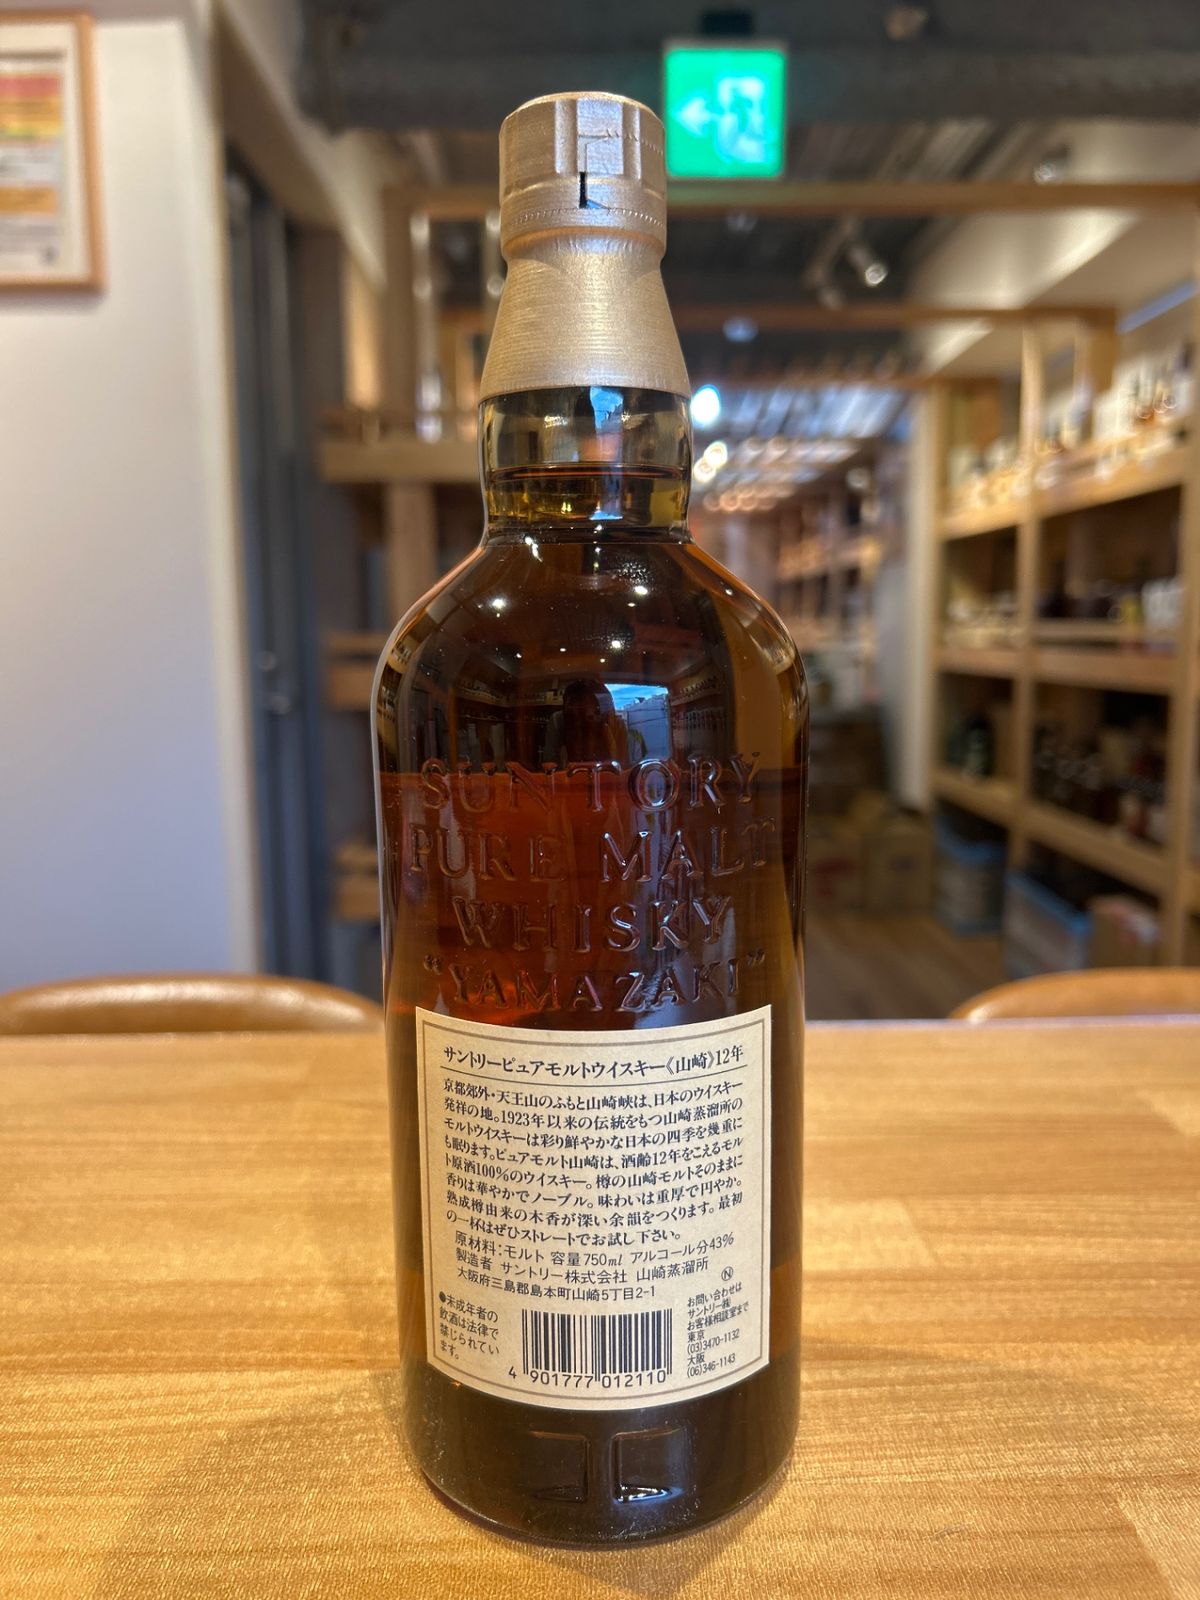 SUNTORY
PURE MALT
WHISKY
"YAMAZAKI"
サントリーピュアモルトウイスキー《山崎》12年
京都郊外・天王山のふもと山崎峡は、日本のウイスキー
発祥の地。1923年以来の伝統をもつ山崎蒸溜所の
モルトウイスキーは彩り鮮やかな日本の四季を幾重に
も眠ります。ピュアモルト山崎は、酒齢12年をこえるモル
ト原酒100%のウイスキー。樽の山崎モルトそのままに
香りは華やかでノーブル。味わいは重厚で円やか。
熟成樽由来の木香が深い余韻をつくります。最初
の一杯はぜひストレートでお試し下さい。
原材料:モルト 容量750ml アルコール分43%
製造者 サントリー株式会社 山崎蒸溜所
大阪府三島郡島本町山崎5丁目2-1
Ⓝ
●未成年者の
飲酒は法律で
禁じられてい
ます。
4 901777 012110
お問い合わせは
サントリー㈱
お客様相談室まで
東京
(03)3470-1132
大阪
(06)346-1143